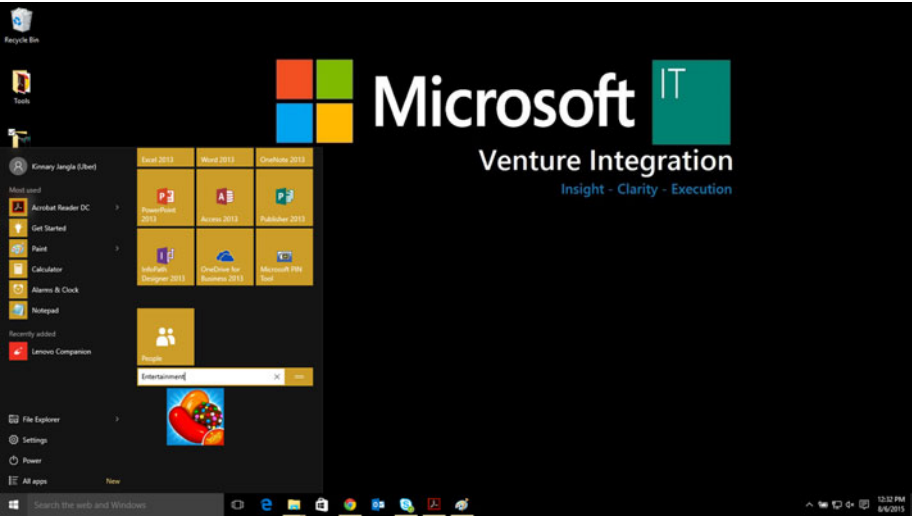 Recycle Bin
Tools
Microsoft
IT
Venture Integration
Insight - Clarity - Execution
Kinnary Jangla (Uber)
Most used
Acrobat Reader DC
Get Started
Paint
Calculator
Alarms & Clock
Notepad
Recently added
Lenovo Companion
File Explorer
Settings
Power
All apps
New
Excel 2013
Word 2013
OneNote 2013
PowerPoint
2013
Access 2013
Publisher 2013
InfoPath
Designer 2013
OneDrive for
Business 2013
Microsoft PIN
Tool
People
Entertainment
Search the web and Windows
12:32 PM
8/6/2015